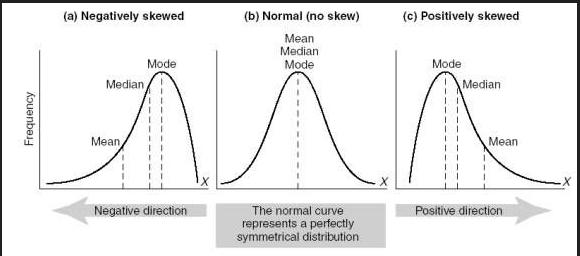 (a) Negatively skewed
(b) Normal (no skew)
(c) Positively skewed
Frequency
Mode
Median
Mean
X
Mean
Median
Mode
X
Mode
Median
Mean
X
Negative direction
The normal curve
represents a perfectly
symmetrical distribution
Positive direction